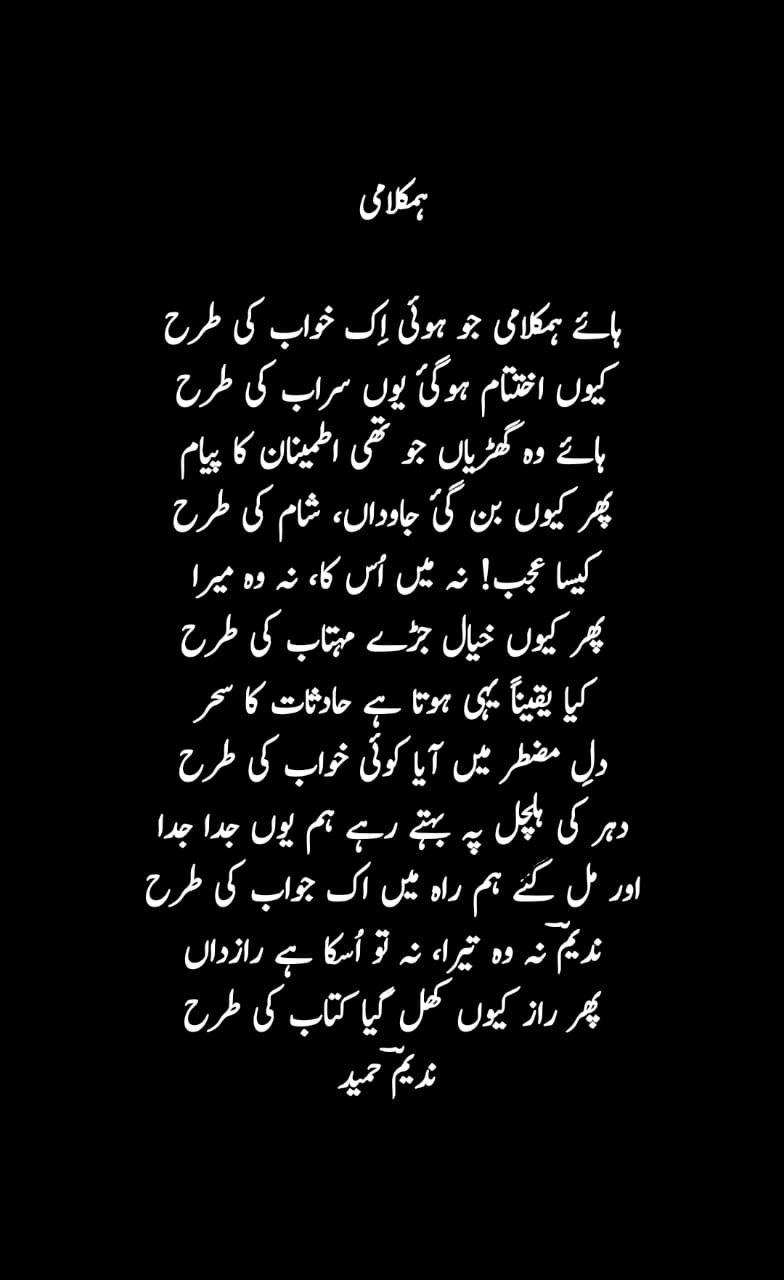 ہمکلامی
ہائے ہمکلامی جو ہوئی اِک خواب کی طرح
کیوں اختتام ہوگئ یوں سراب کی طرح
ہائے وہ گھڑیاں جو تھی اطمینان کا پیام
پھر کیوں بن گئ جاوداں، شام کی طرح
کیسا عجب! نہ میں اُس کا، نہ وہ میرا
پھر کیوں خیال جڑے مہتاب کی طرح
کیا یقیناً یہی ہوتا ہے حادثات کا سحر
دلِ مضطر میں آیا کوئی خواب کی طرح
دہر کی ہلچل پہ بہتے رہے ہم یوں جدا جدا
اور مل گئے ہم راہ میں اک جواب کی طرح
ندیمؔ نہ وہ تیرا، نہ تو اُسکا ہے رازداں
پھر راز کیوں کھل گیا کتاب کی طرح
ندیمؔ حمید